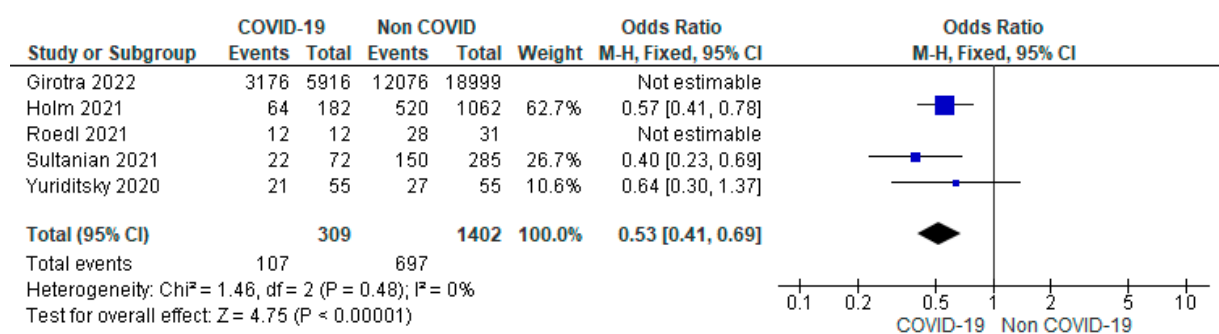 COVID-19 Non COVID Odds Ratio Odds Ratio
Study or Subgroup Events Total Events Total Weight M-H, Fixed, 95% CI M-H, Fixed, 95% CI
Girotra 2022 3176 5916 12076 18999 Not estimable
Holm 2021 64 182 520 1062 62.7% 0.57 [0.41, 0.78]
Roedl 2021 12 12 28 31 Not estimable
Sultanian 2021 22 72 150 285 26.7% 0.40 [0.23, 0.69]
Yuriditsky 2020 21 55 27 55 10.6% 0.64 [0.30, 1.37]
Total (95% CI) 309 1402 100.0% 0.53 [0.41, 0.69]
Total events 107 697
Heterogeneity: Chi² = 1.46, df = 2 (P = 0.48); I² = 0%
Test for overall effect: Z = 4.75 (P < 0.00001)
0.1 0.2 0.5 1 2 5 10
COVID-19 Non COVID-19